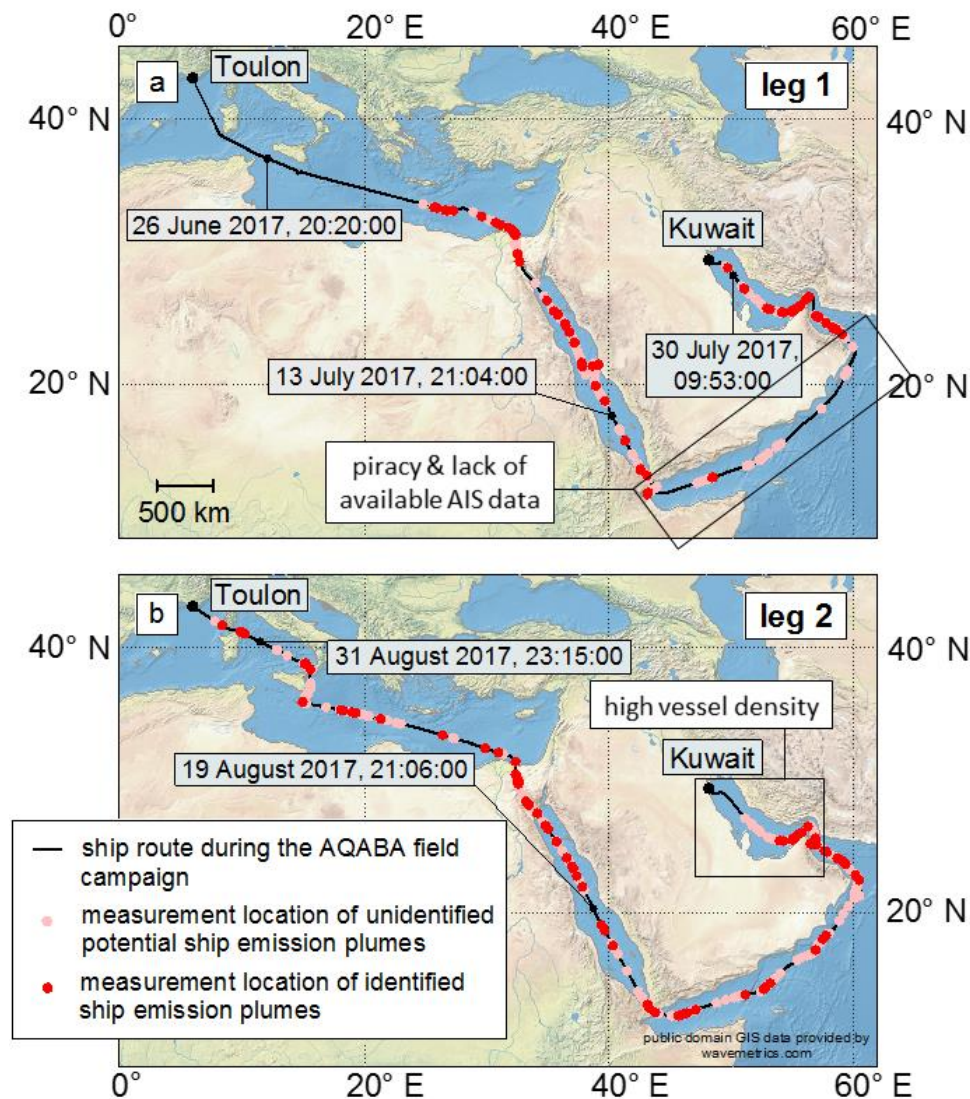 0°
20° E
40° E
60° E
a
Toulon
leg 1
40° N
40° N
26 June 2017, 20:20:00
Kuwait
30 July 2017,
09:53:00
13 July 2017, 21:04:00
20° N
20° N
piracy & lack of
available AIS data
500 km
b
Toulon
leg 2
40° N
40° N
31 August 2017, 23:15:00
high vessel density
Kuwait
19 August 2017, 21:06:00
ship route during the AQABA field
campaign
measurement location of unidentified
potential ship emission plumes
20° N
measurement location of identified
ship emission plumes
public domain GIS data provided by
wavemetrics.com
0°
20° E
40° E
60° E